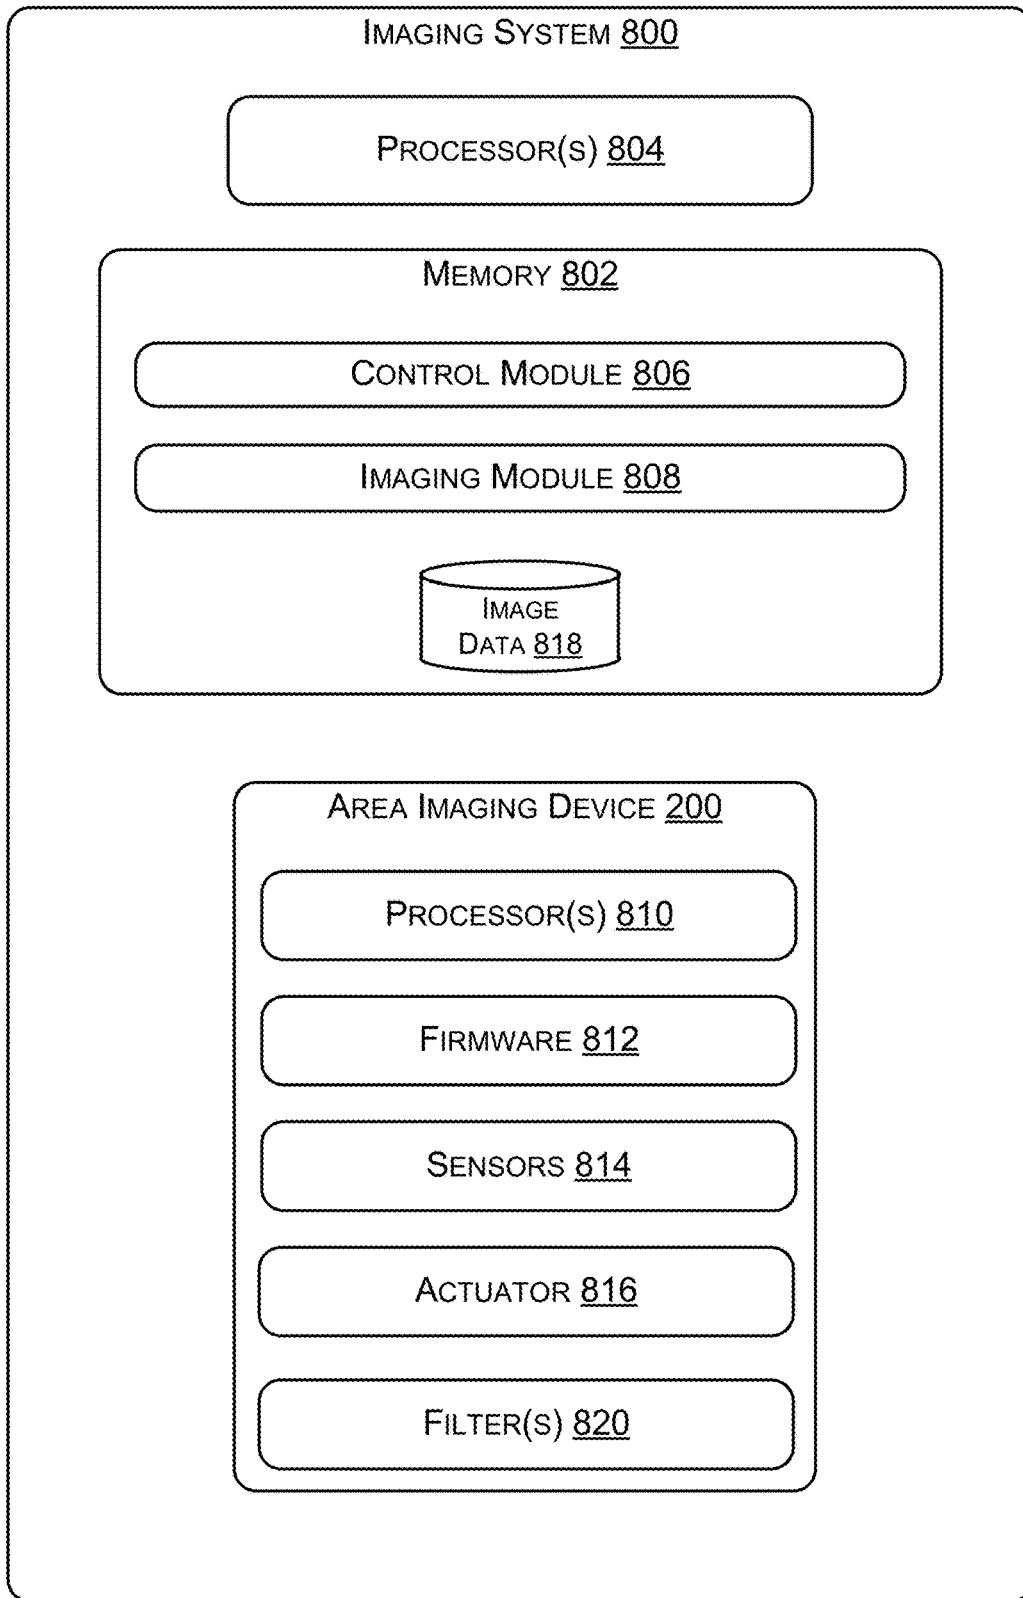 IMAGING SYSTEM 800
PROCESSOR(S) 804
MEMORY 802
CONTROL MODULE 806
IMAGING MODULE 808
IMAGE
DATA 818
AREA IMAGING DEVICE 200
PROCESSOR(S) 810
FIRMWARE 812
SENSORS 814
ACTUATOR 816
FILTER(S) 820